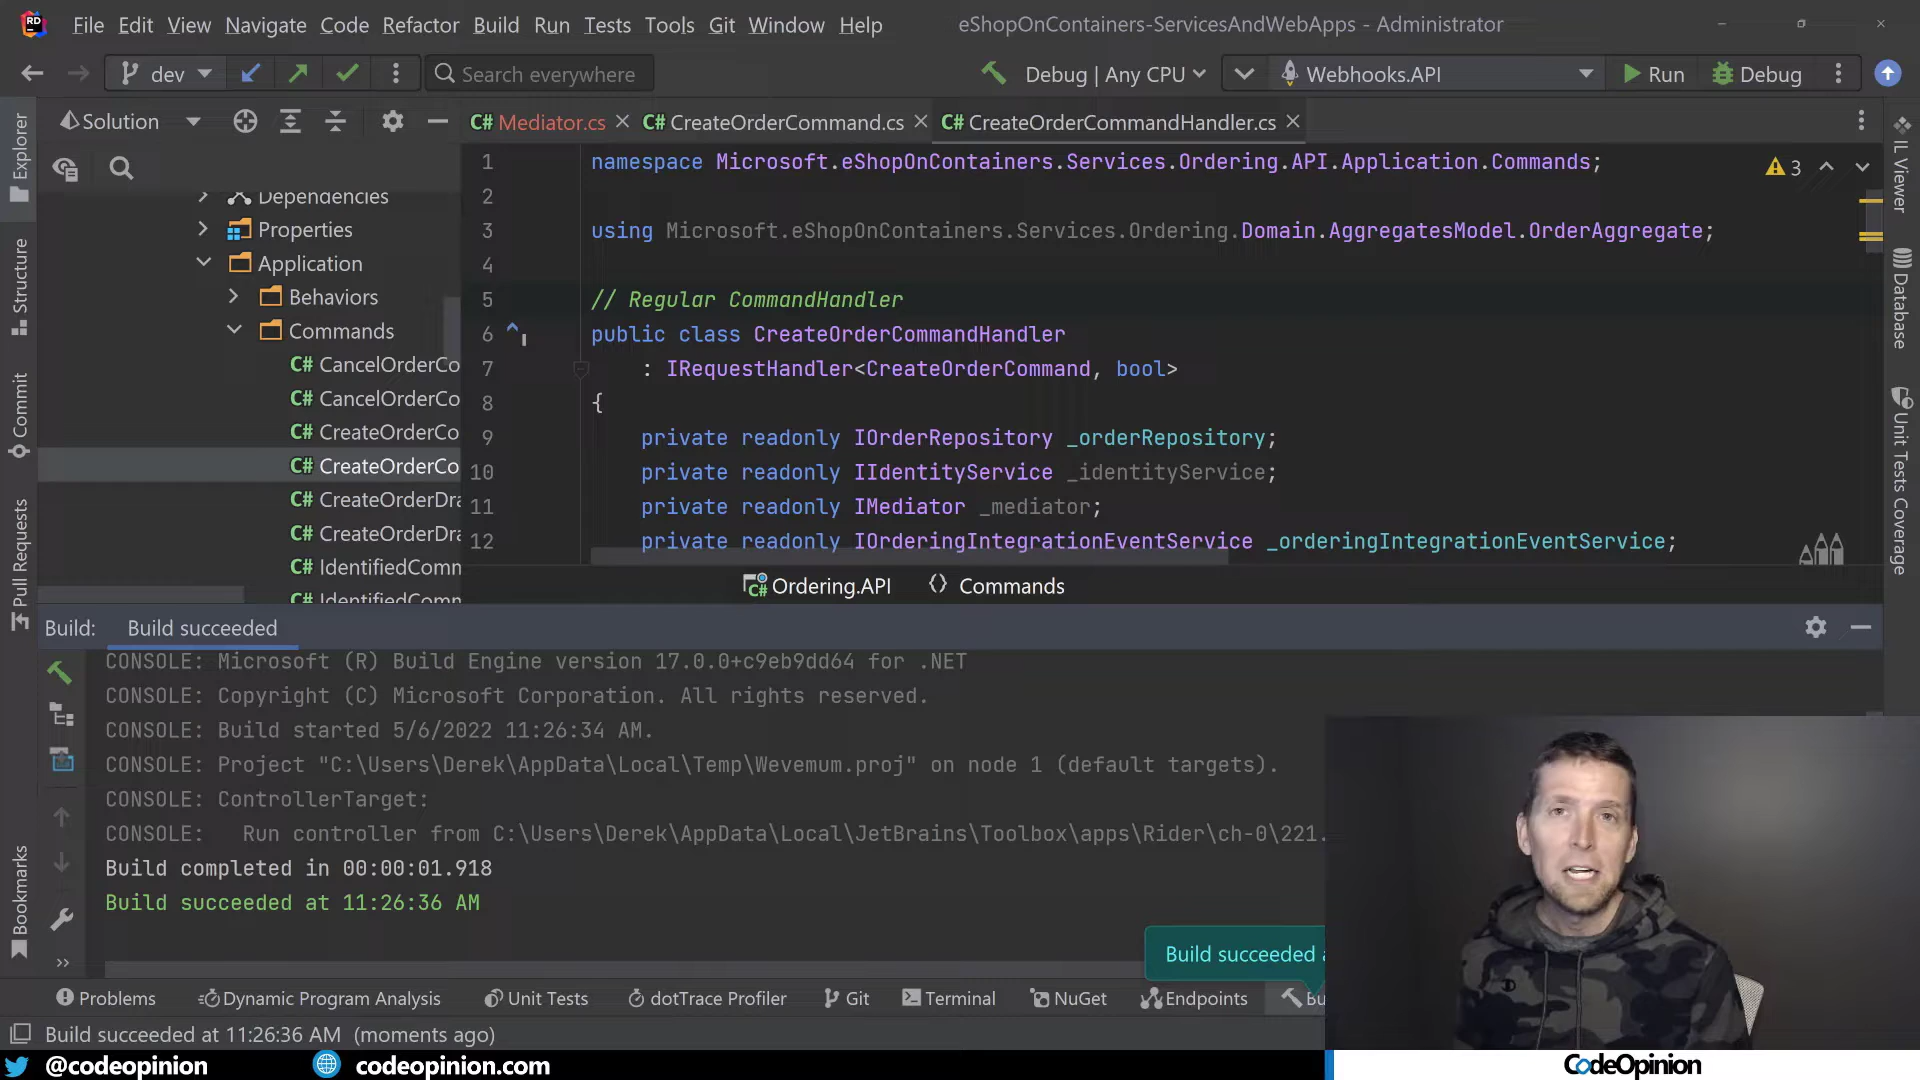 RD File Edit View Navigate Code Refactor Build Run Tests Tools Git Window Help eShopOnContainers-ServicesAndWebApps - Administrator
dev Search everywhere Debug | Any CPU Webhooks.API Run Debug
Solution
C# Mediator.cs C# CreateOrderCommand.cs C# CreateOrderCommandHandler.cs
Explorer
Structure
Commit
Pull Requests
Bookmarks
Dependencies
Properties
Application
Behaviors
Commands
C# CancelOrderCo
C# CancelOrderCo
C# CreateOrderCo
C# CreateOrderCo
C# CreateOrderDra
C# CreateOrderDra
C# IdentifiedComm
C# IdentifiedComm
1 namespace Microsoft.eShopOnContainers.Services.Ordering.API.Application.Commands;
2
3 using Microsoft.eShopOnContainers.Services.Ordering.Domain.AggregatesModel.OrderAggregate;
4
5 // Regular CommandHandler
6 public class CreateOrderCommandHandler
7 : IRequestHandler<CreateOrderCommand, bool>
8 {
9 private readonly IOrderRepository _orderRepository;
10 private readonly IIdentityService _identityService;
11 private readonly IMediator _mediator;
12 private readonly IOrderingIntegrationEventService _orderingIntegrationEventService;
3
IL Viewer
Database
Unit Tests Coverage
C# Ordering.API Commands
Build: Build succeeded
CONSOLE: Microsoft (R) Build Engine version 17.0.0+c9eb9dd64 for .NET
CONSOLE: Copyright (C) Microsoft Corporation. All rights reserved.
CONSOLE: Build started 5/6/2022 11:26:34 AM.
CONSOLE: Project "C:\Users\Derek\AppData\Local\Temp\Wevemum.proj" on node 1 (default targets).
CONSOLE: ControllerTarget:
CONSOLE: Run controller from C:\Users\Derek\AppData\Local\JetBrains\Toolbox\apps\Rider\ch-0\221.
Build completed in 00:00:01.918
Build succeeded at 11:26:36 AM
Build succeeded a
Problems Dynamic Program Analysis Unit Tests dotTrace Profiler Git Terminal NuGet Endpoints Bu
Build succeeded at 11:26:36 AM (moments ago)
@codeopinion codeopinion.com CodeOpinion